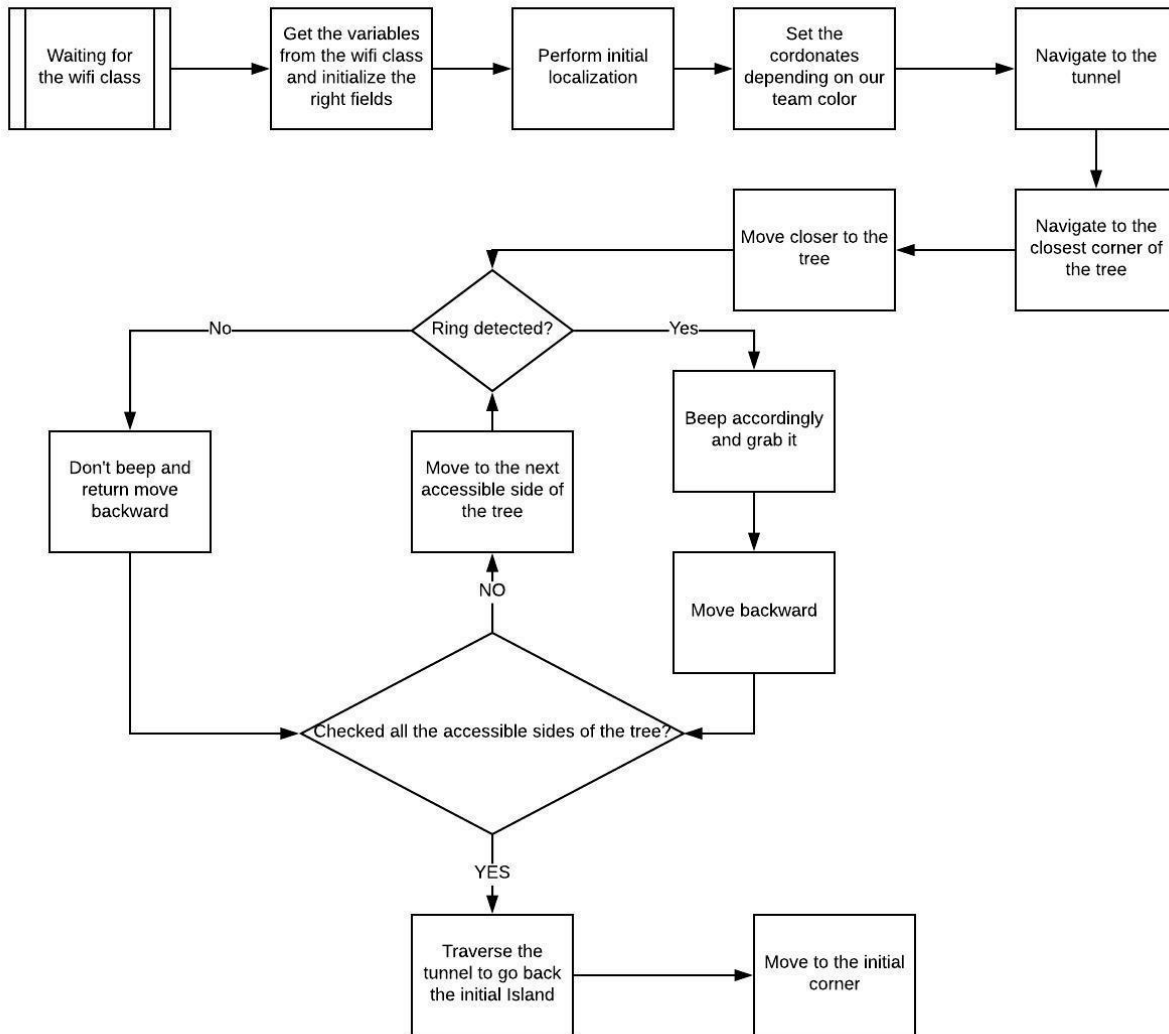 Waiting for
the wifi class
Get the variables
from the wifi class
and initialize the
right fields
Perform initial
localization
Set the
cordonates
depending on our
team color
Navigate to the
tunnel
Navigate to the
closest corner of
the tree
Move closer to the
tree
Ring detected?
No
Yes
Don't beep and
return move
backward
Move to the next
accessible side of
the tree
Beep accordingly
and grab it
Move backward
NO
Checked all the accessible sides of the tree?
YES
Traverse the
tunnel to go back
the initial Island
Move to the initial
corner